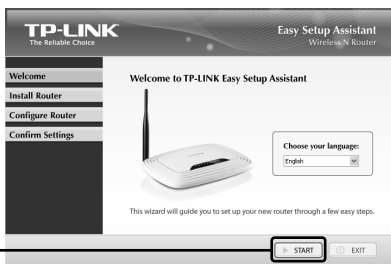 TP-LINK
The Reliable Choice
Easy Setup Assistant
Wireless N Router
Welcome
Install Router
Configure Router
Confirm Settings
Welcome to TP-LINK Easy Setup Assistant
Choose your language:
English
This wizard will guide you to set up your new router through a few easy steps.
START
EXIT